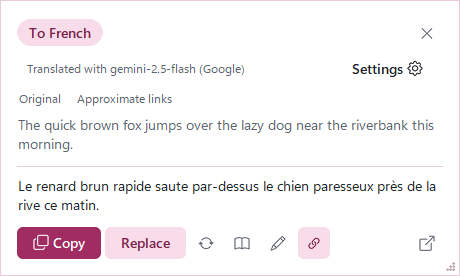 To French
Translated with gemini-2.5-flash (Google)
Settings
Original Approximate links
The quick brown fox jumps over the lazy dog near the riverbank this
morning.
Le renard brun rapide saute par-dessus le chien paresseux près de la
rive ce matin.
Copy Replace